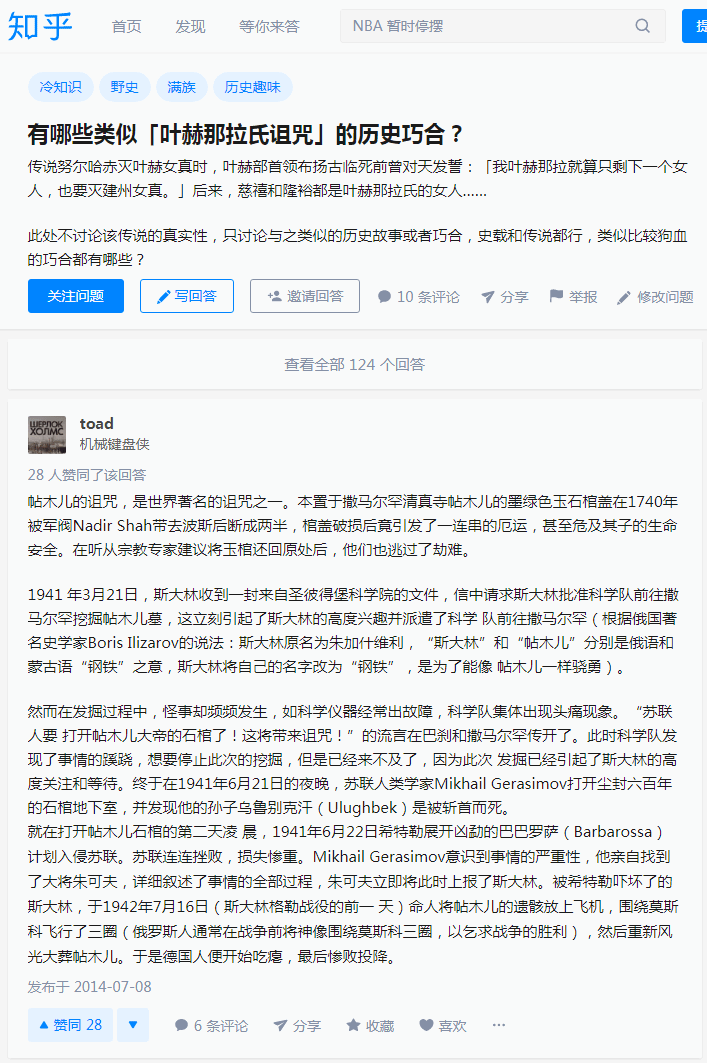 知乎 首页 发现 等你来答 NBA 暂时停摆 提
冷知识 野史 满族 历史趣味
有哪些类似「叶赫那拉氏诅咒」的历史巧合？
传说努尔哈赤灭叶赫女真时，叶赫部首领布扬古临死前曾对天发誓：「我叶赫那拉就算只剩下一个女
人，也要灭建州女真。」后来，慈禧和隆裕都是叶赫那拉氏的女人......
此处不讨论该传说的真实性，只讨论与之类似的历史故事或者巧合，史载和传说都行，类似比较狗血
的巧合都有哪些？
关注问题 写回答 邀请回答 10 条评论 分享 举报 修改问题
查看全部 124 个回答
ШЕРЛОК
ХОЛМС
toad
机械键盘侠
28 人赞同了该回答
帖木儿的诅咒，是世界著名的诅咒之一。本置于撒马尔罕清真寺帖木儿的墨绿色玉石棺盖在1740年
被军阀Nadir Shah带去波斯后断成两半，棺盖破损后竟引发了一连串的厄运，甚至危及其子的生命
安全。在听从宗教专家建议将玉棺还回原处后，他们也逃过了劫难。
1941 年3月21日，斯大林收到一封来自圣彼得堡科学院的文件，信中请求斯大林批准科学队前往撒
马尔罕挖掘帖木儿墓，这立刻引起了斯大林的高度兴趣并派遣了科学 队前往撒马尔罕（根据俄国著
名史学家Boris Ilizarov的说法：斯大林原名为朱加什维利，“斯大林”和“帖木儿”分别是俄语和
蒙古语“钢铁”之意，斯大林将自己的名字改为“钢铁”，是为了能像 帖木儿一样骁勇）。
然而在发掘过程中，怪事却频频发生，如科学仪器经常出故障，科学队集体出现头痛现象。“苏联
人要 打开帖木儿大帝的石棺了！这将带来诅咒！”的流言在巴刹和撒马尔罕传开了。此时科学队发
现了事情的蹊跷，想要停止此次的挖掘，但是已经来不及了，因为此次 发掘已经引起了斯大林的高
度关注和等待。终于在1941年6月21日的夜晚，苏联人类学家Mikhail Gerasimov打开尘封六百年
的石棺地下室，并发现他的孙子乌鲁别克汗（Ulughbek）是被斩首而死。
就在打开帖木儿石棺的第二天凌 晨，1941年6月22日希特勒展开凶勐的巴巴罗萨（Barbarossa）
计划入侵苏联。苏联连连挫败，损失惨重。Mikhail Gerasimov意识到事情的严重性，他亲自找到
了大将朱可夫，详细叙述了事情的全部过程，朱可夫立即将此时上报了斯大林。被希特勒吓坏了的
斯大林，于1942年7月16日（斯大林格勒战役的前一 天）命人将帖木儿的遗骸放上飞机，围绕莫斯
科飞行了三圈（俄罗斯人通常在战争前将神像围绕莫斯科三圈，以乞求战争的胜利），然后重新风
光大葬帖木儿。于是德国人便开始吃瘪，最后惨败投降。
发布于 2014-07-08
赞同 28 6 条评论 分享 收藏 喜欢 ···